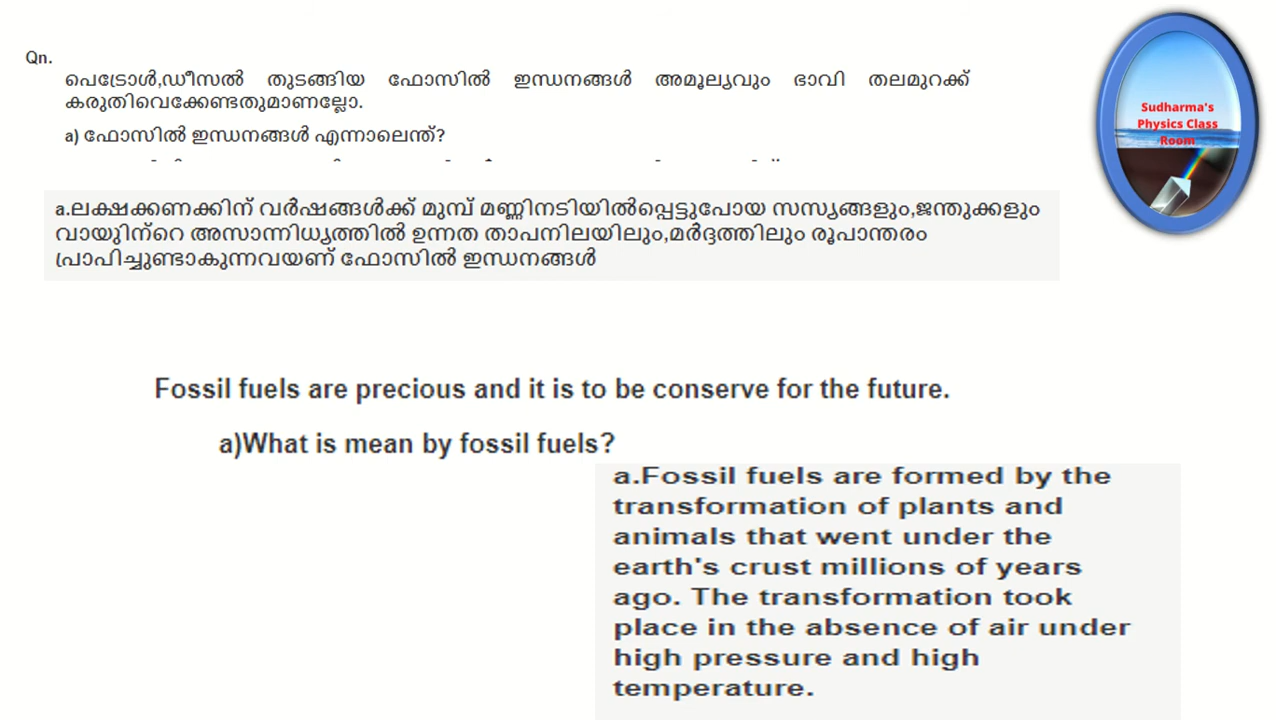 Qn.
പെട്രോൾ,ഡീസൽ തുടങ്ങിയ ഫോസിൽ ഇന്ധനങ്ങൾ അമൂല്യവും ഭാവി തലമുറക്ക്
കരുതിവെക്കേണ്ടതുമാണല്ലോ.
a) ഫോസിൽ ഇന്ധനങ്ങൾ എന്നാലെന്ത്?
a.ലക്ഷക്കണക്കിന് വർഷങ്ങൾക്ക് മുമ്പ് മണ്ണിനടിയിൽപ്പെട്ടുപോയ സസ്യങ്ങളും,ജന്തുക്കളും
വായുിന്റെ അസാന്നിധ്യത്തിൽ ഉന്നത താപനിലയിലും,മർദ്ദത്തിലും രൂപാന്തരം
പ്രാപിച്ചുണ്ടാകുന്നവയണ് ഫോസിൽ ഇന്ധനങ്ങൾ
Sudharma's
Physics Class
Room
Fossil fuels are precious and it is to be conserve for the future.
a)What is mean by fossil fuels?
a.Fossil fuels are formed by the
transformation of plants and
animals that went under the
earth's crust millions of years
ago. The transformation took
place in the absence of air under
high pressure and high
temperature.